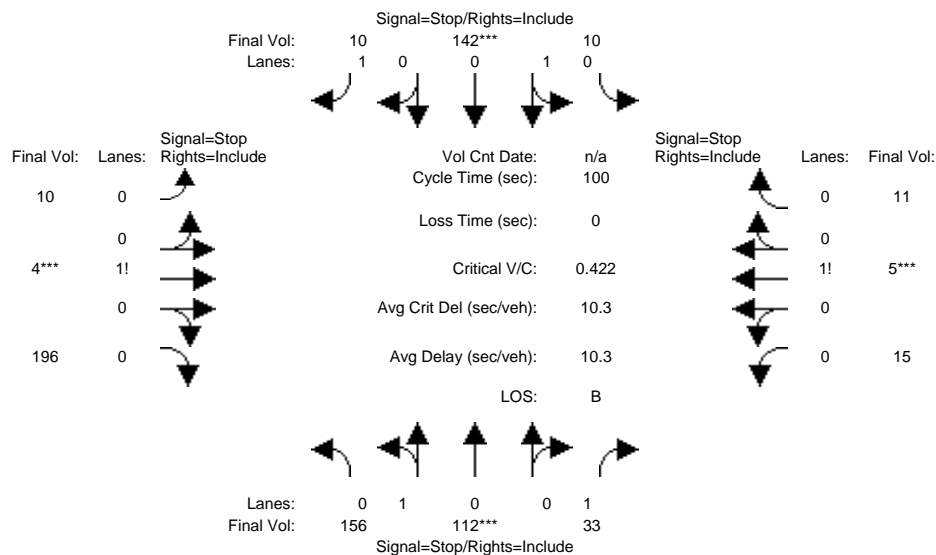 Signal=Stop/Rights=Include
Final Vol: 10 142*** 10
Lanes: 1 0 0 1 0
Signal=Stop
Final Vol: Lanes: Rights=Include
Vol Cnt Date: n/a
Signal=Stop
Rights=Include Lanes: Final Vol:
Cycle Time (sec): 100
10 0
0 11
Loss Time (sec): 0
0
0
4*** 1!
Critical V/C: 0.422
1! 5***
0
Avg Crit Del (sec/veh): 10.3
0
196 0
Avg Delay (sec/veh): 10.3
0 15
LOS: B
Lanes: 0 1 0 0 1
Final Vol: 156 112*** 33
Signal=Stop/Rights=Include